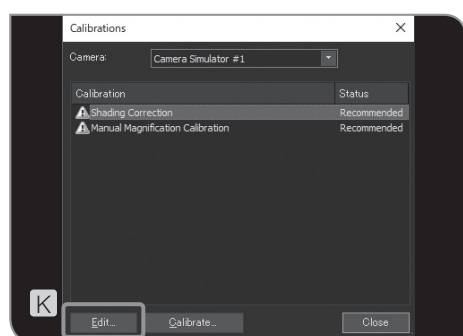 Calibrations
Camera: Camera Simulator #1
Calibration Status
Shading Correction Recommended
Manual Magnification Calibration Recommended
K
Edit... Calibrate... Close